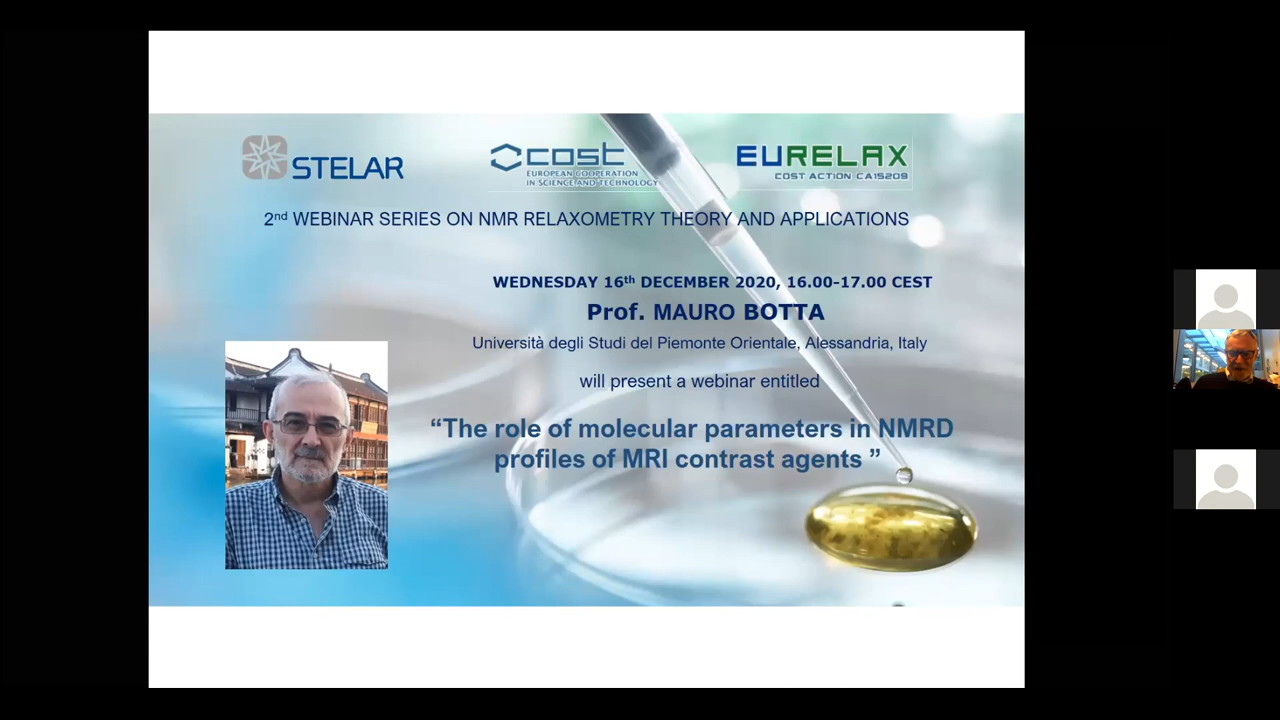 STELAR
cost
EUROPEAN COOPERATION
IN SCIENCE AND TECHNOLOGY
EURELAX
COST ACTION CA15209
2nd WEBINAR SERIES ON NMR RELAXOMETRY THEORY AND APPLICATIONS
WEDNESDAY 16th DECEMBER 2020, 16.00-17.00 CEST
Prof. MAURO BOTTA
Università degli Studi del Piemonte Orientale, Alessandria, Italy
will present a webinar entitled
“The role of molecular parameters in NMRD
profiles of MRI contrast agents ”